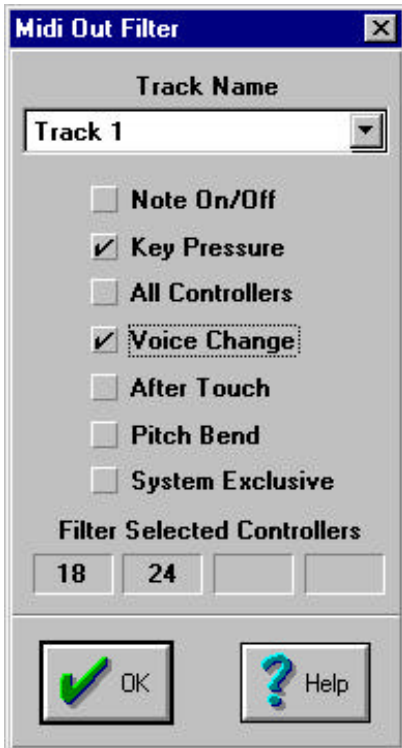 Midi Out Filter
Track Name
Track 1
Note On/Off
Key Pressure
All Controllers
Voice Change
After Touch
Pitch Bend
System Exclusive
Filter Selected Controllers
18 24
OK Help